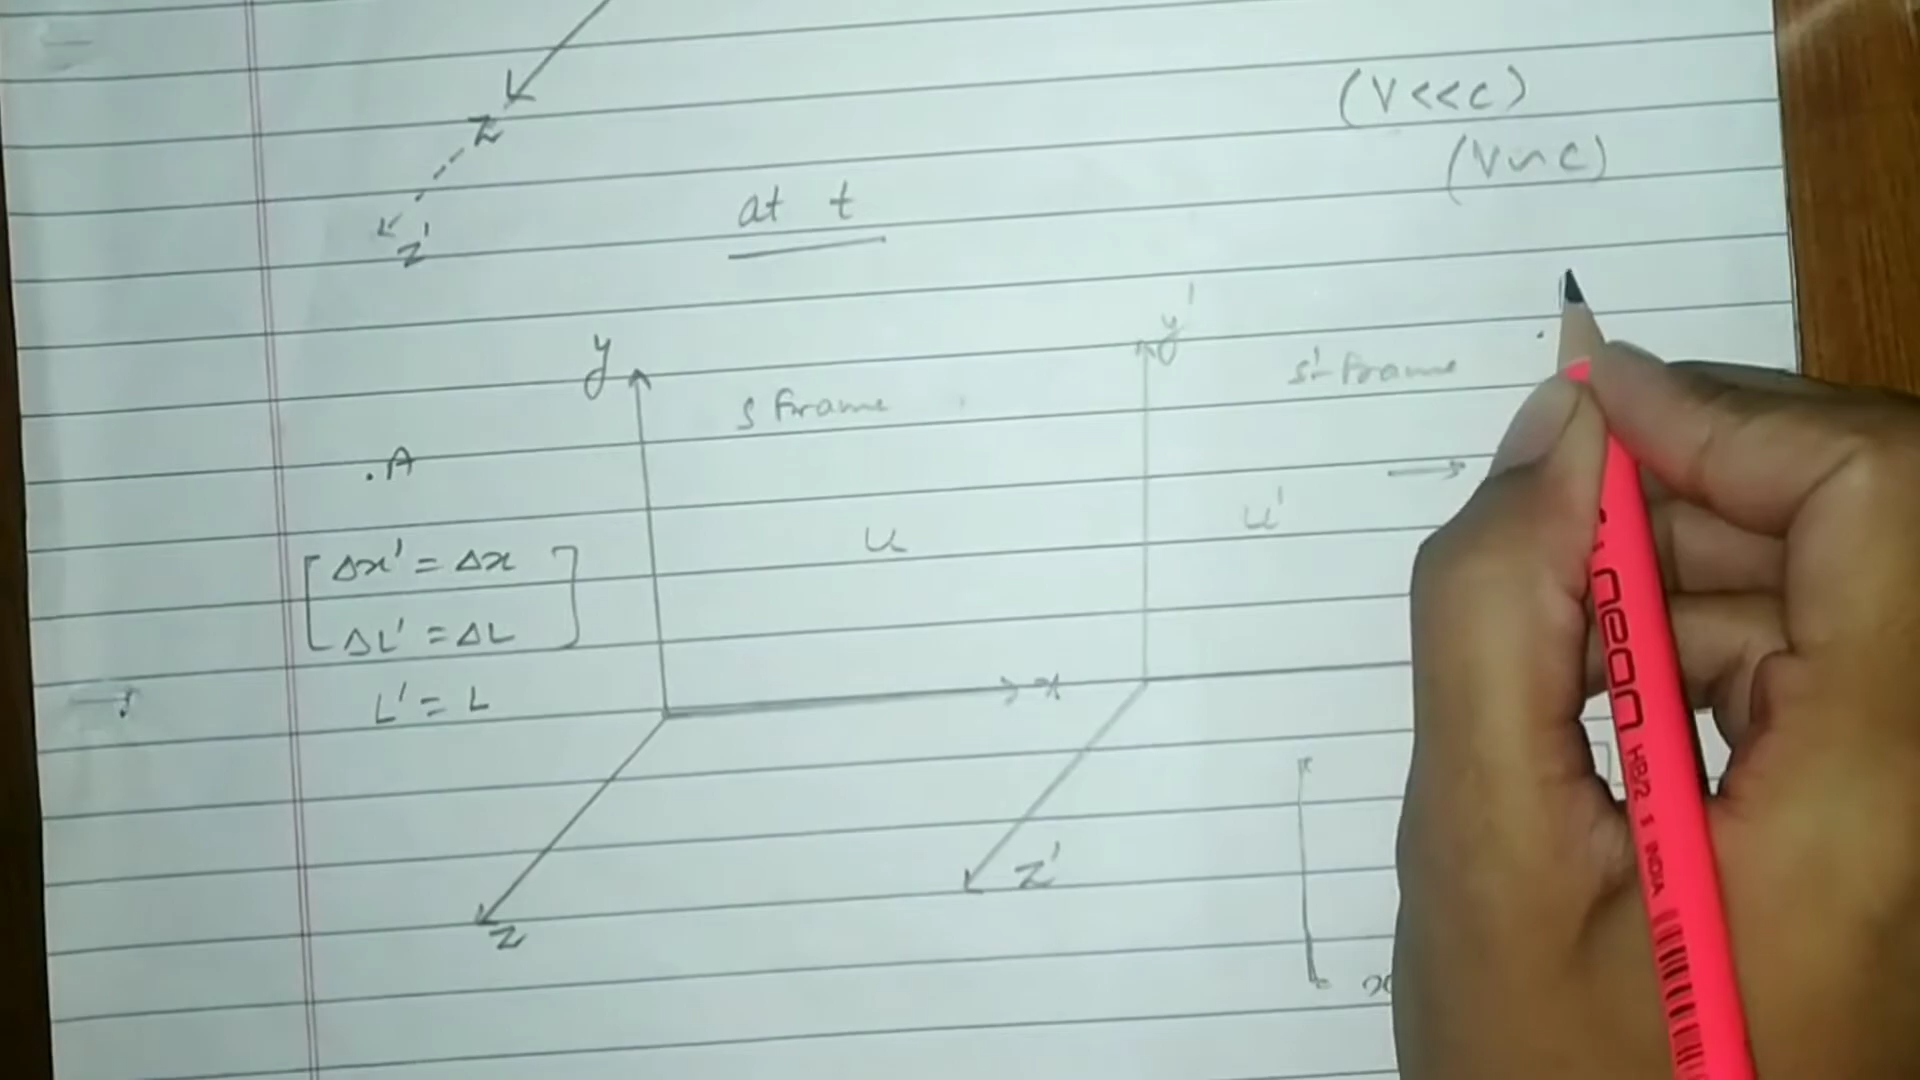 (V<<c)
z
(V~c)
at t
z'
y
y'
S frame
S' frame
.A
u
u'
[Δx' = Δx]
ΔL' = ΔL
L' = L
x
z'
z
neon HB/2 INDIA